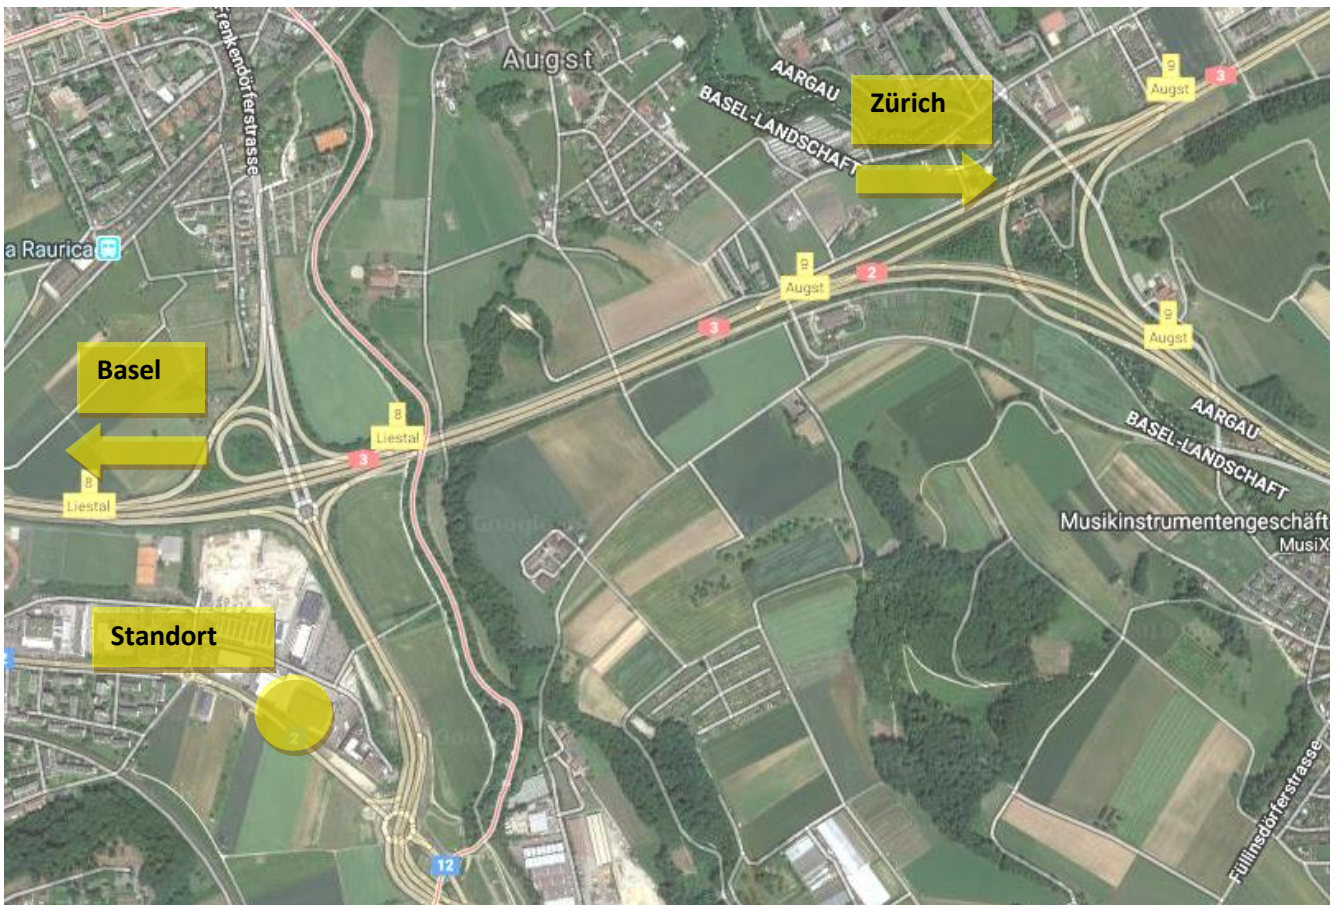 Frenkendörferstrasse
Augst
AARGAU
BASEL-LANDSCHAFT
Zürich
9
Augst
3
a Raurica
9
Augst
2
3
9
Augst
Basel
8
Liestal
3
8
Liestal
AARGAU
BASEL-LANDSCHAFT
Musikinstrumentengeschäft
MusiX
Standort
2
2
12
Füllinsdörferstrasse